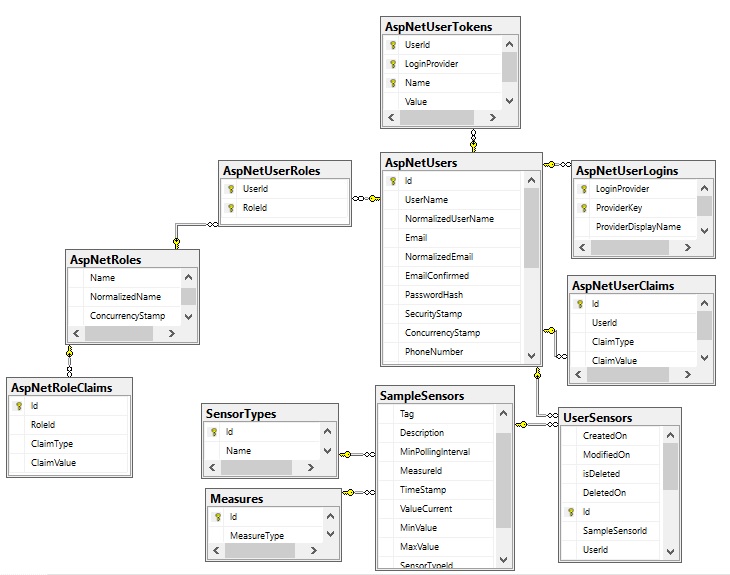 AspNetUserTokens
UserId
LoginProvider
Name
Value
AspNetUserRoles
UserId
RoleId
AspNetUsers
Id
UserName
NormalizedUserName
Email
NormalizedEmail
EmailConfirmed
PasswordHash
SecurityStamp
ConcurrencyStamp
PhoneNumber
AspNetUserLogins
LoginProvider
ProviderKey
ProviderDisplayName
AspNetRoles
Name
NormalizedName
ConcurrencyStamp
AspNetUserClaims
Id
UserId
ClaimType
ClaimValue
AspNetRoleClaims
Id
RoleId
ClaimType
ClaimValue
SensorTypes
Id
Name
SampleSensors
Tag
Description
MinPollingInterval
MeasureId
TimeStamp
ValueCurrent
MinValue
MaxValue
SensorTypeId
UserSensors
CreatedOn
ModifiedOn
isDeleted
DeletedOn
Id
SampleSensorId
UserId
Measures
Id
MeasureType